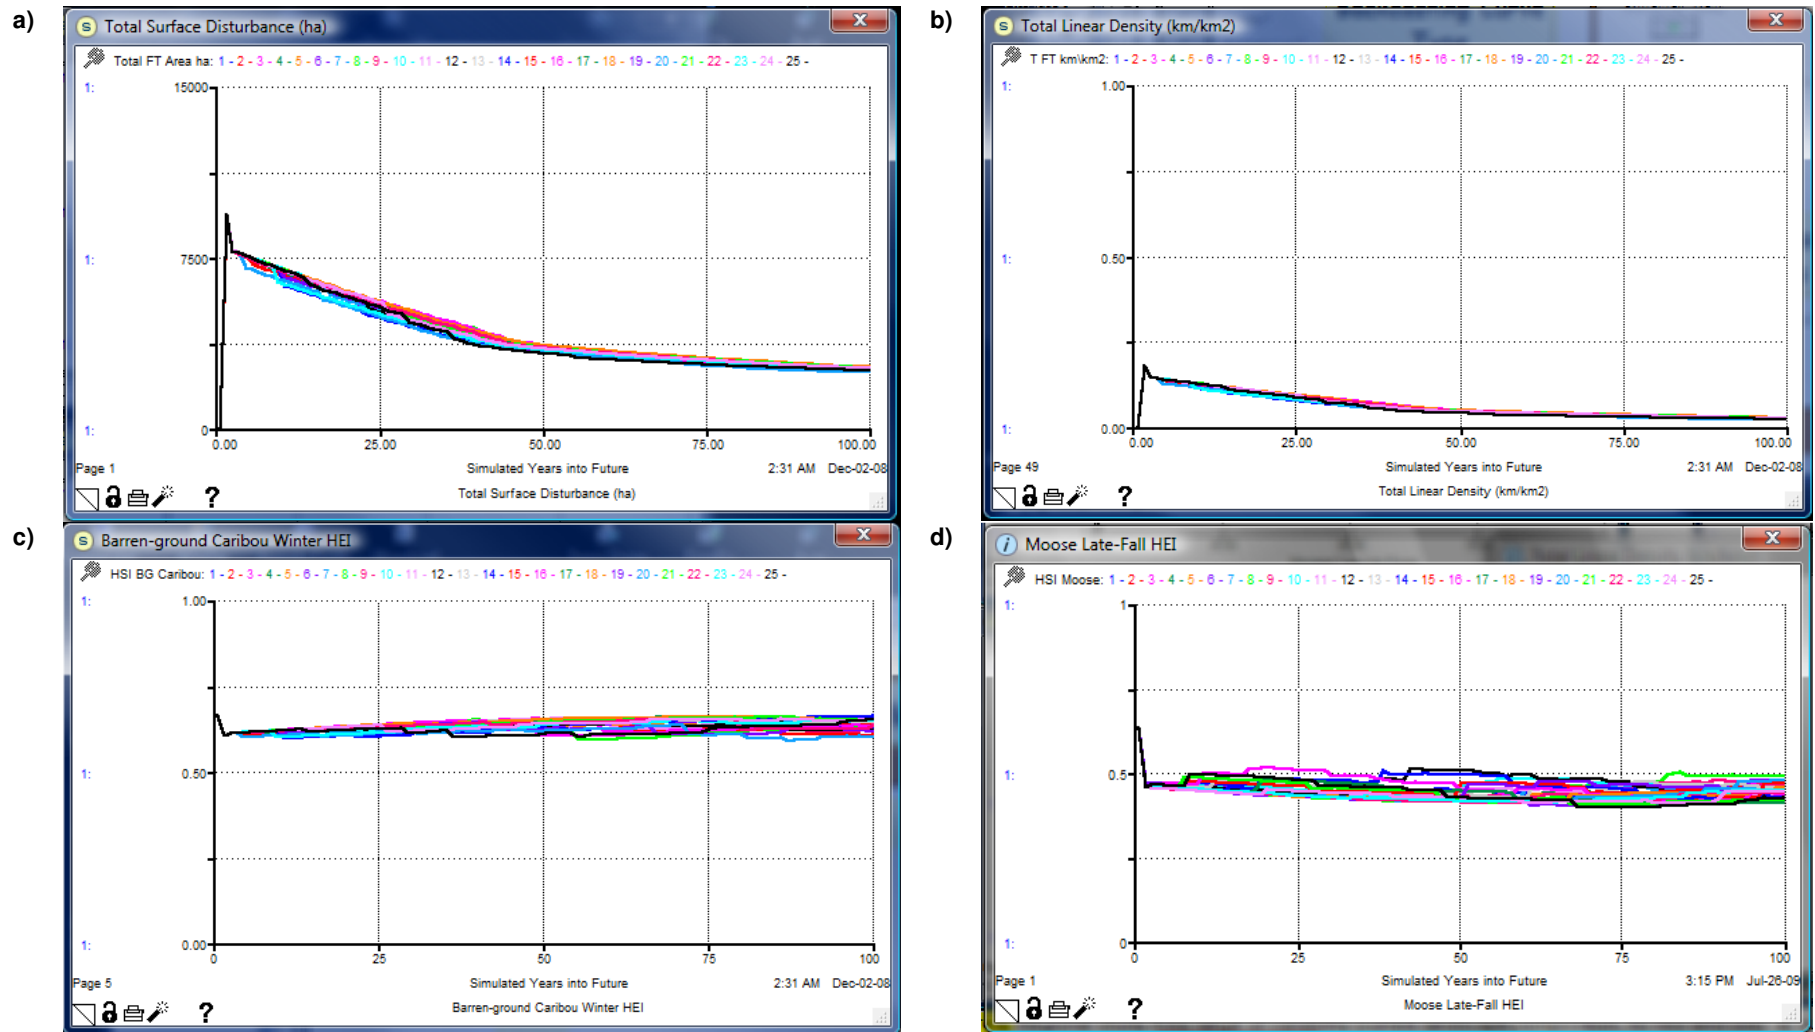 a)
Total Surface Disturbance (ha)
Total FT Area ha: 1 - 2 - 3 - 4 - 5 - 6 - 7 - 8 - 9 - 10 - 11 - 12 - 13 - 14 - 15 - 16 - 17 - 18 - 19 - 20 - 21 - 22 - 23 - 24 - 25 -
1:
15000
1:
7500
1:
0
0.00 25.00 50.00 75.00 100.00
Page 1
Simulated Years into Future
2:31 AM Dec-02-08
?
Total Surface Disturbance (ha)
b)
Total Linear Density (km/km2)
T FT km\km2: 1 - 2 - 3 - 4 - 5 - 6 - 7 - 8 - 9 - 10 - 11 - 12 - 13 - 14 - 15 - 16 - 17 - 18 - 19 - 20 - 21 - 22 - 23 - 24 - 25 -
1:
1.00
1:
0.50
1:
0.00
0.00 25.00 50.00 75.00 100.00
Page 49
Simulated Years into Future
2:31 AM Dec-02-08
?
Total Linear Density (km/km2)
c)
Barren-ground Caribou Winter HEI
HSI BG Caribou: 1 - 2 - 3 - 4 - 5 - 6 - 7 - 8 - 9 - 10 - 11 - 12 - 13 - 14 - 15 - 16 - 17 - 18 - 19 - 20 - 21 - 22 - 23 - 24 - 25 -
1:
1.00
1:
0.50
1:
0.00
0 25 50 75 100
Page 5
Simulated Years into Future
2:31 AM Dec-02-08
?
Barren-ground Caribou Winter HEI
d)
Moose Late-Fall HEI
HSI Moose: 1 - 2 - 3 - 4 - 5 - 6 - 7 - 8 - 9 - 10 - 11 - 12 - 13 - 14 - 15 - 16 - 17 - 18 - 19 - 20 - 21 - 22 - 23 - 24 - 25 -
1:
1
1:
0.5
1:
0
0 25 50 75 100
Page 1
Simulated Years into Future
3:15 PM Jul-26-09
?
Moose Late-Fall HEI